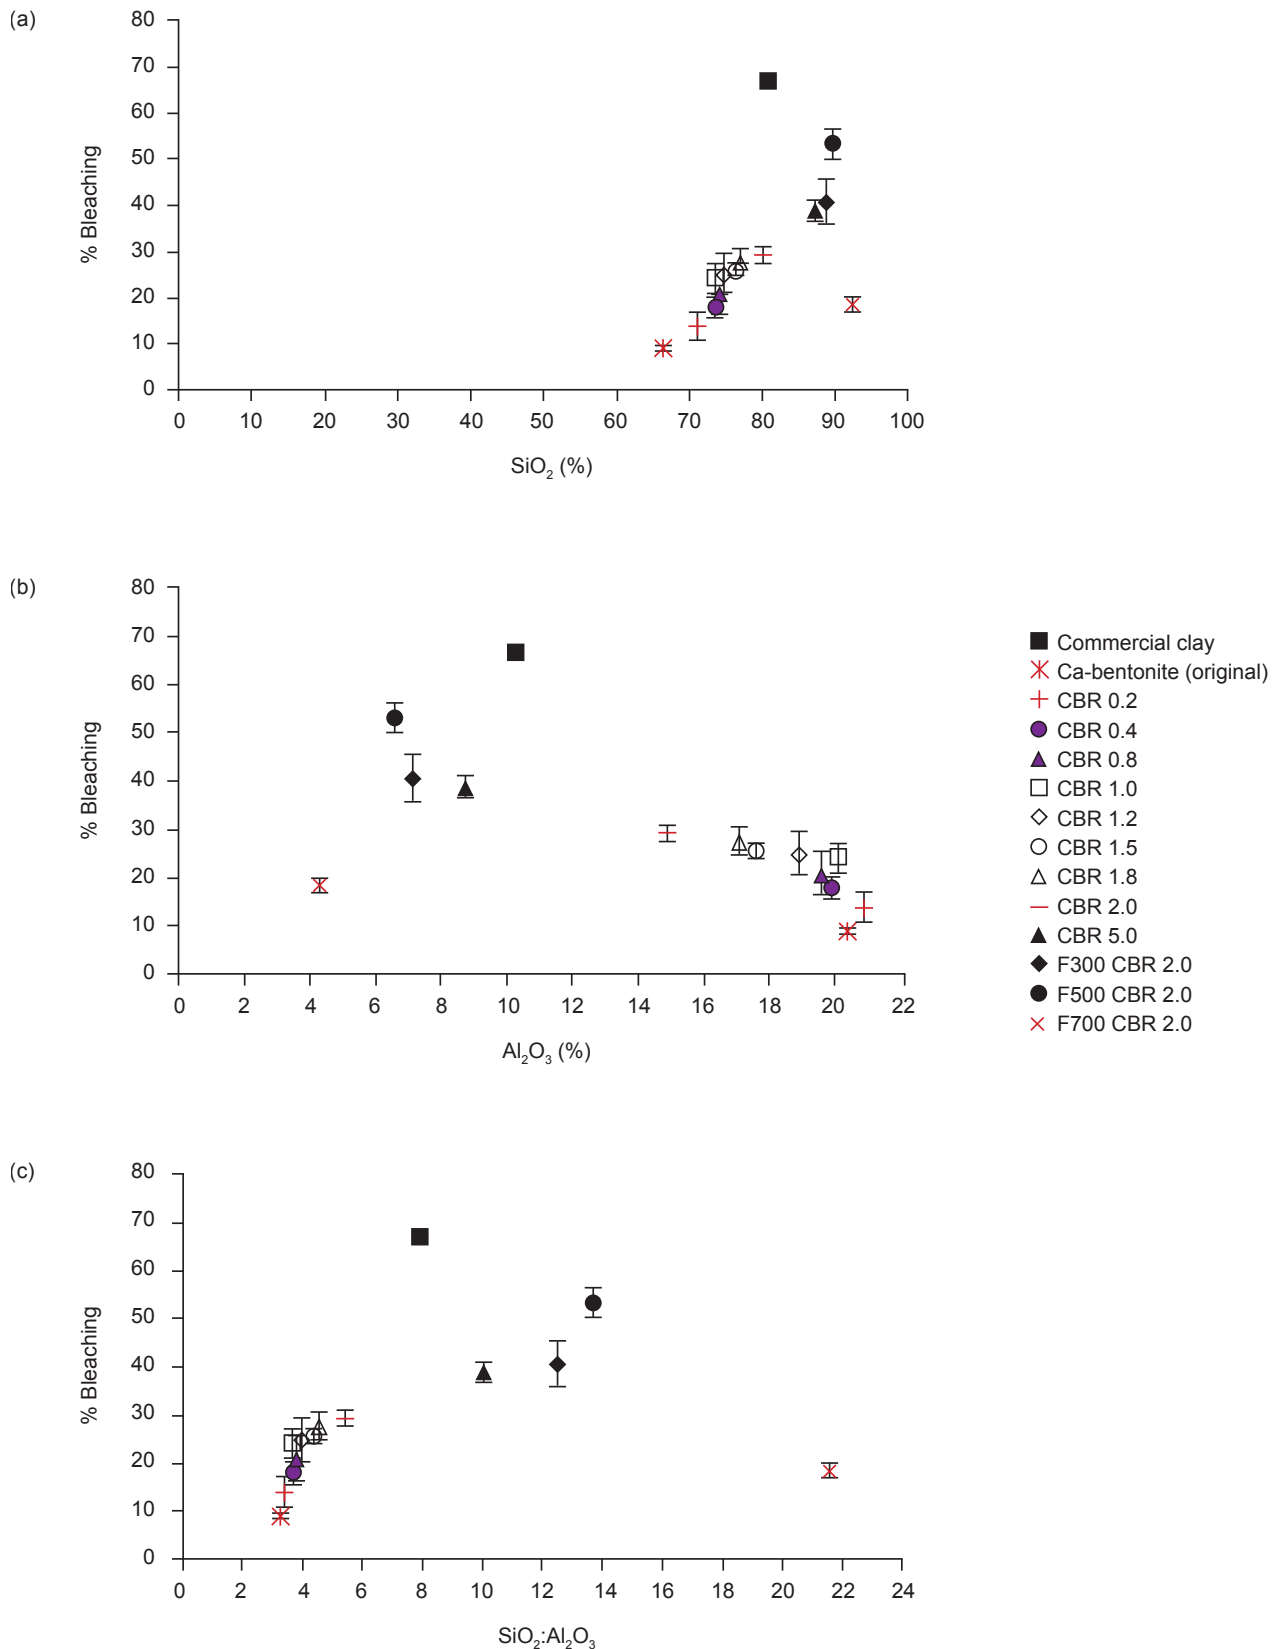 (a)
80
70
60
50
40
30
20
10
0
% Bleaching
0 10 20 30 40 50 60 70 80 90 100
SiO₂ (%)
(b)
80
70
60
50
40
30
20
10
0
% Bleaching
0 2 4 6 8 10 12 14 16 18 20 22
Al₂O₃ (%)
Commercial clay
Ca-bentonite (original)
CBR 0.2
CBR 0.4
CBR 0.8
CBR 1.0
CBR 1.2
CBR 1.5
CBR 1.8
CBR 2.0
CBR 5.0
F300 CBR 2.0
F500 CBR 2.0
F700 CBR 2.0
(c)
80
70
60
50
40
30
20
10
0
% Bleaching
0 2 4 6 8 10 12 14 16 18 20 22 24
SiO₂:Al₂O₃